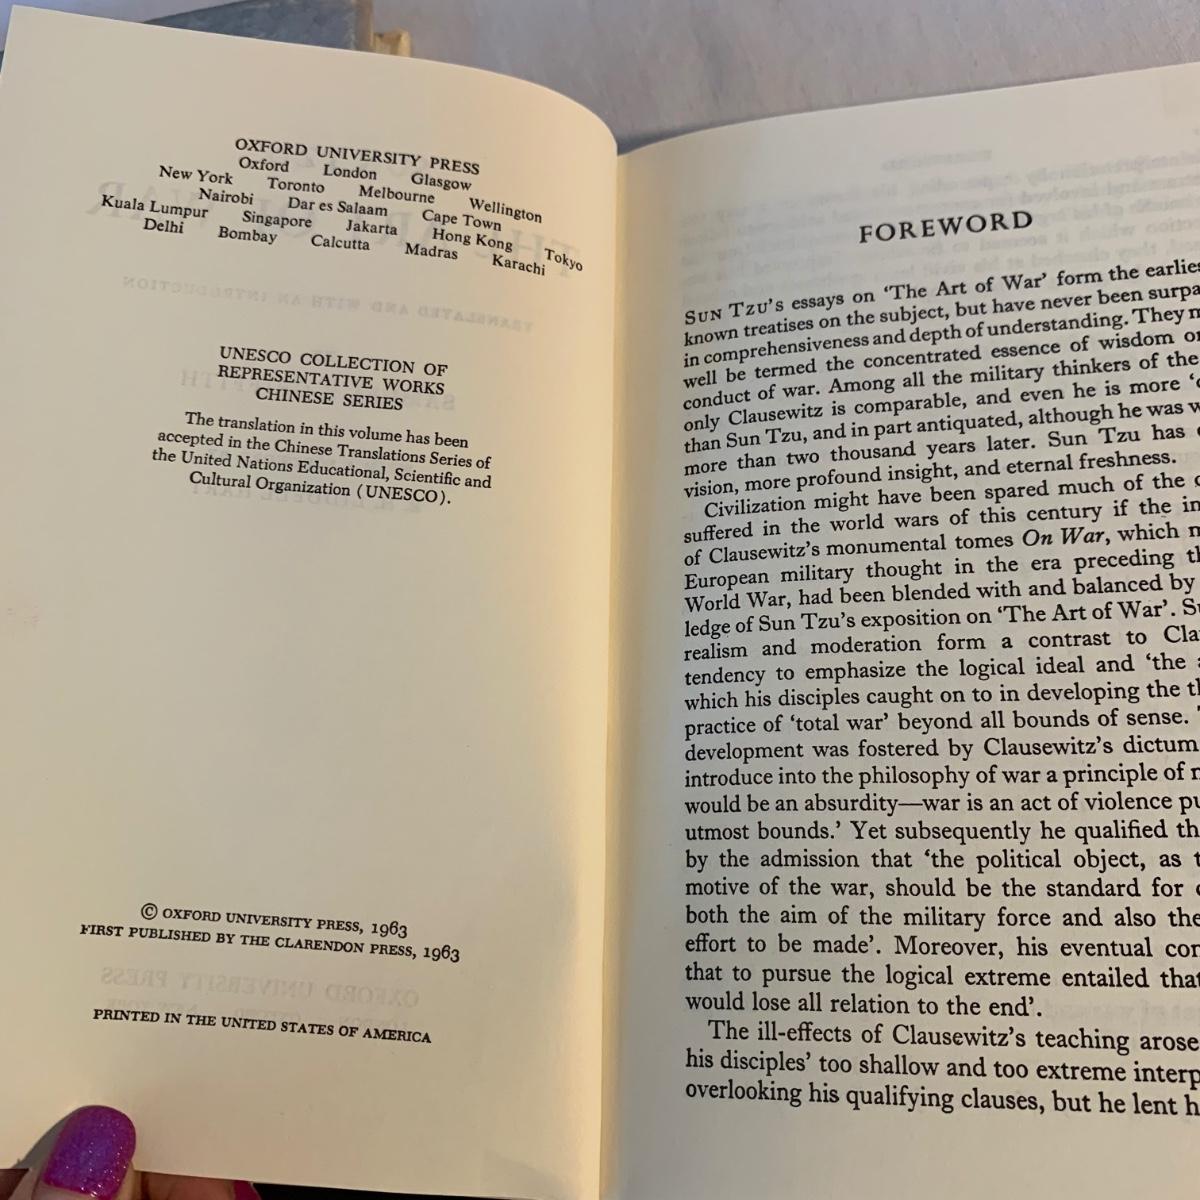 OXFORD UNIVERSITY PRESS
Oxford London Glasgow
New York Toronto Melbourne Wellington
Nairobi Dar es Salaam Cape Town
Kuala Lumpur Singapore Jakarta Hong Kong Tokyo
Delhi Bombay Calcutta Madras Karachi
UNESCO COLLECTION OF
REPRESENTATIVE WORKS
CHINESE SERIES
The translation in this volume has been
accepted in the Chinese Translations Series of
the United Nations Educational, Scientific and
Cultural Organization (UNESCO).
© OXFORD UNIVERSITY PRESS, 1963
FIRST PUBLISHED BY THE CLARENDON PRESS, 1963
PRINTED IN THE UNITED STATES OF AMERICA
FOREWORD
SUN TZU'S essays on 'The Art of War' form the earlies
known treatises on the subject, but have never been surpa
in comprehensiveness and depth of understanding. They m
well be termed the concentrated essence of wisdom on
conduct of war. Among all the military thinkers of the
only Clausewitz is comparable, and even he is more
than Sun Tzu, and in part antiquated, although he was w
more than two thousand years later. Sun Tzu has
vision, more profound insight, and eternal freshness.
Civilization might have been spared much of the
suffered in the world wars of this century if the in
of Clausewitz's monumental tomes On War, which m
European military thought in the era preceding th
World War, had been blended with and balanced by
ledge of Sun Tzu's exposition on 'The Art of War'. Su
realism and moderation form a contrast to Cla
tendency to emphasize the logical ideal and 'the a
which his disciples caught on to in developing the th
practice of 'total war' beyond all bounds of sense.
development was fostered by Clausewitz's dictum
introduce into the philosophy of war a principle of m
would be an absurdity—war is an act of violence pu
utmost bounds.' Yet subsequently he qualified th
by the admission that 'the political object, as t
motive of the war, should be the standard for
both the aim of the military force and also the
effort to be made'. Moreover, his eventual con
that to pursue the logical extreme entailed that
would lose all relation to the end'.
The ill-effects of Clausewitz's teaching arose
his disciples' too shallow and too extreme interp
overlooking his qualifying clauses, but he lent h